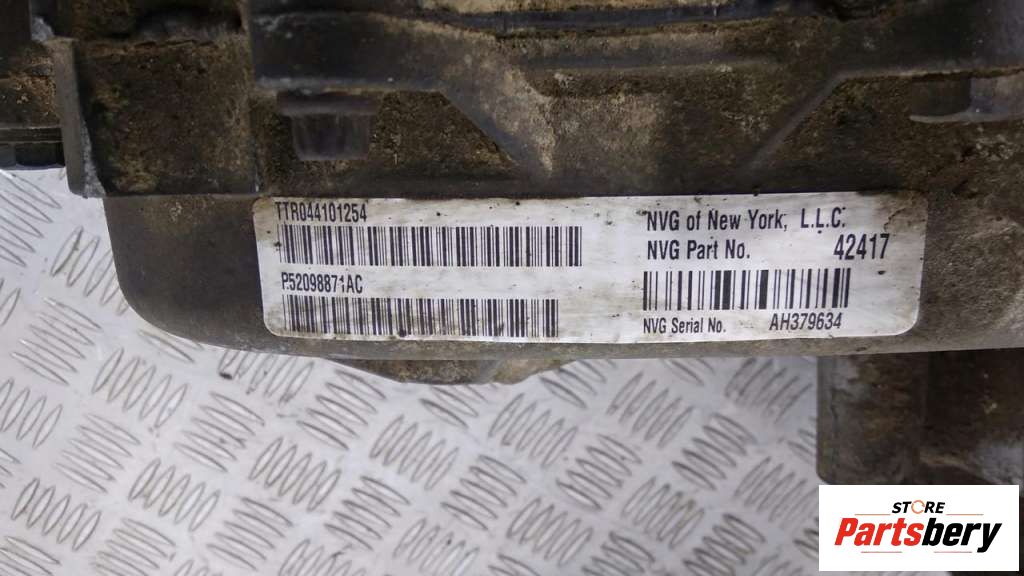 TTR044101254
P52098871AC
NVG of New York, L.L.C.
NVG Part No. 42417
NVG Serial No. AH379634
STORE
Partsbery